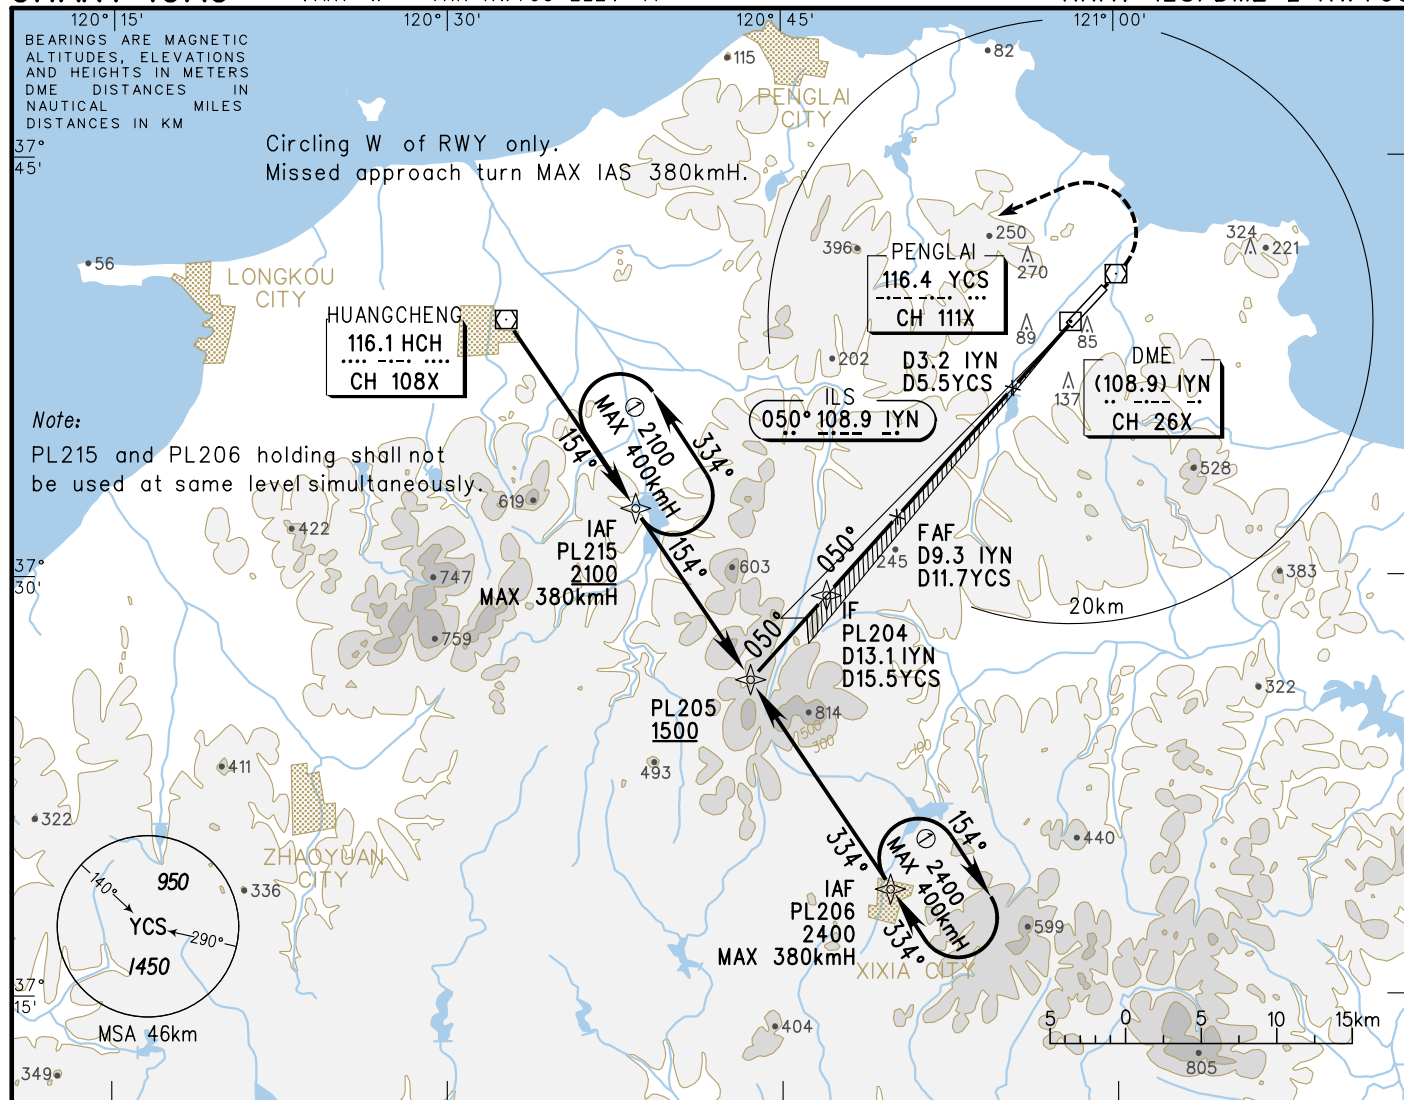 120°15'
120°30'
120°45'
121°00'
BEARINGS ARE MAGNETIC
ALTITUDES, ELEVATIONS
AND HEIGHTS IN METERS
DME DISTANCES IN
NAUTICAL MILES
DISTANCES IN KM
115
82
PENGLAI
CITY
37°
45'
Circling W of RWY only.
Missed approach turn MAX IAS 380kmH.
56
LONGKOU
CITY
396
250
270
324
221
PENGLAI
116.4 YCS
CH 111X
HUANGCHENG
116.1 HCH
CH 108X
202
89
85
137
D3.2 IYN
D5.5YCS
DME
(108.9) IYN
CH 26X
ILS
050° 108.9 IYN
Note:
PL215 and PL206 holding shall not
be used at same level simultaneously.
① 2100
MAX 400kmH
154°
334°
619
422
528
IAF
PL215
2100
MAX 380kmH
154°
603
050°
245
FAF
D9.3 IYN
D11.7YCS
37°
30'
747
383
759
20km
050°
IF
PL204
D13.1 IYN
D15.5YCS
322
PL205
1500
814
500
300
100
493
411
322
440
ZHAOYUAN
CITY
336
① 2400
MAX 400kmH
154°
334°
334°
IAF
PL206
2400
MAX 380kmH
XIXIA CITY
599
140°
950
YCS
290°
1450
MSA 46km
37°
15'
404
5 0 5 10 15km
805
349